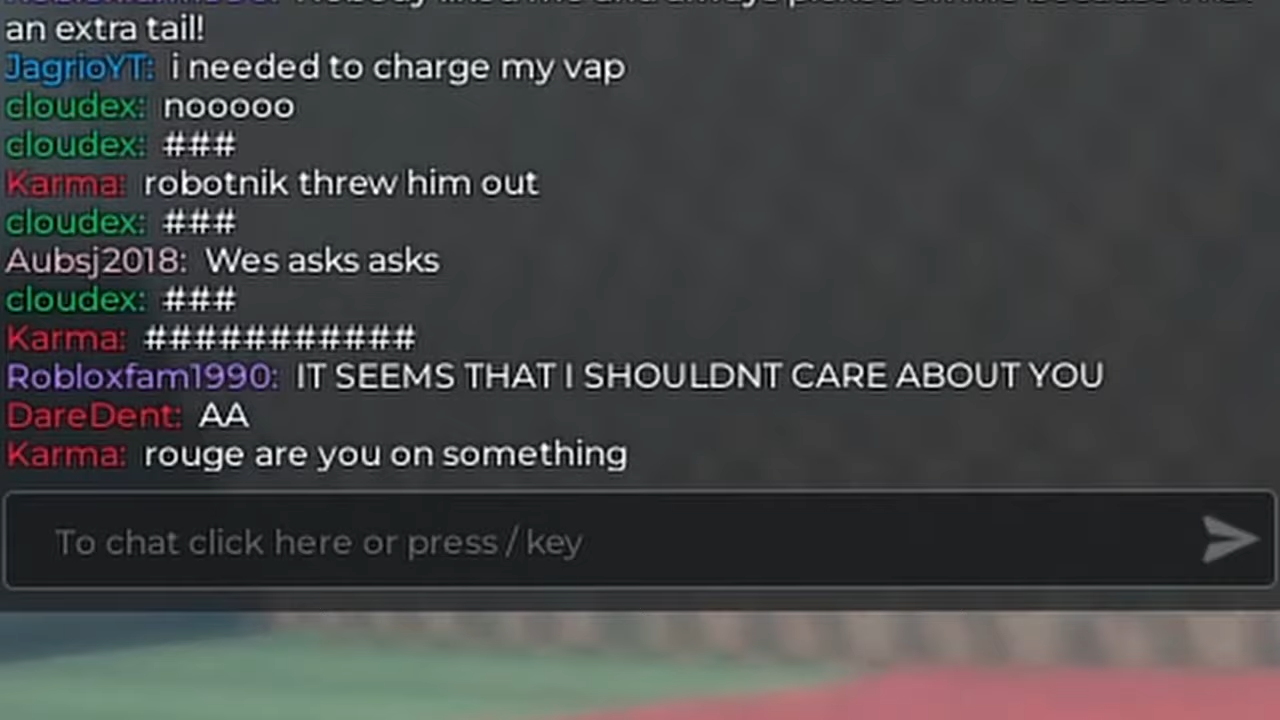 an extra tail!
JagrioYT: i needed to charge my vap
cloudex: nooooo
cloudex: ###
Karma: robotnik threw him out
cloudex: ###
Aubsj2018: Wes asks asks
cloudex: ###
Karma: ###########
Robloxfam1990: IT SEEMS THAT I SHOULDNT CARE ABOUT YOU
DareDent: AA
Karma: rouge are you on something
To chat click here or press / key